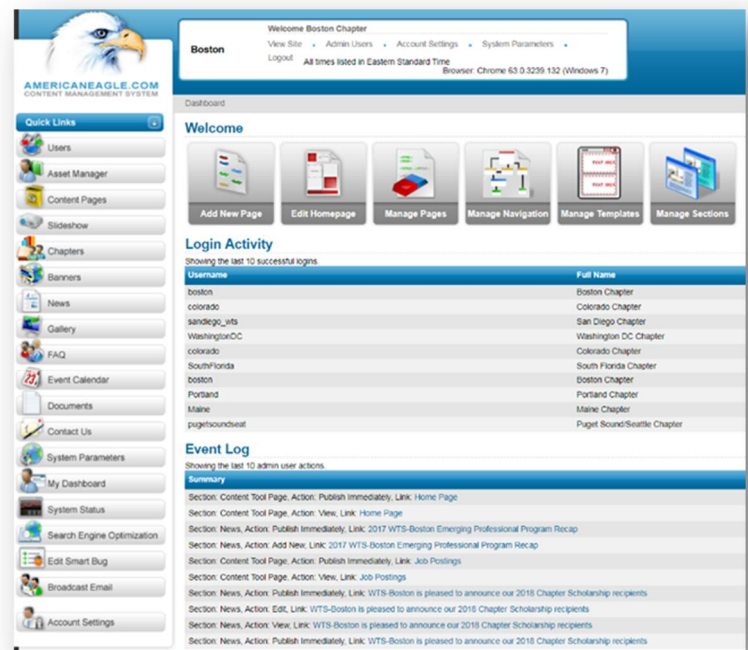 AMERICANEAGLE.COM
CONTENT MANAGEMENT SYSTEM
Boston
Welcome Boston Chapter
View Site Admin Users Account Settings System Parameters
Logout All times listed in Eastern Standard Time
Browser: Chrome 63.0.3239.132 (Windows 7)
Quick Links
Users
Asset Manager
Content Pages
Slideshow
Chapters
Banners
News
Gallery
FAQ
Event Calendar
Documents
Contact Us
System Parameters
My Dashboard
System Status
Search Engine Optimization
Edit Smart Bug
Broadcast Email
Account Settings
Dashboard
Welcome
Add New Page
Edit Homepage
Manage Pages
Manage Navigation
Manage Templates
Manage Sections
Login Activity
Showing the last 10 successful logins.
Username Full Name
boston Boston Chapter
colorado Colorado Chapter
sandiego_wts San Diego Chapter
WashingtonDC Washington DC Chapter
colorado Colorado Chapter
SouthFlorida South Florida Chapter
boston Boston Chapter
Portland Portland Chapter
Maine Maine Chapter
pugetsoundseat Puget Sound/Seattle Chapter
Event Log
Showing the last 10 admin user actions.
Summary
Section: Content Tool Page, Action: Publish Immediately, Link: Home Page
Section: Content Tool Page, Action: View, Link: Home Page
Section: News, Action: Publish Immediately, Link: 2017 WTS-Boston Emerging Professional Program Recap
Section: News, Action: Add New, Link: 2017 WTS-Boston Emerging Professional Program Recap
Section: Content Tool Page, Action: Publish Immediately, Link: Job Postings
Section: Content Tool Page, Action: View, Link: Job Postings
Section: News, Action: Publish Immediately, Link: WTS-Boston is pleased to announce our 2018 Chapter Scholarship recipients
Section: News, Action: Edit, Link: WTS-Boston is pleased to announce our 2018 Chapter Scholarship recipients
Section: News, Action: View, Link: WTS-Boston is pleased to announce our 2018 Chapter Scholarship recipients
Section: News, Action: Publish Immediately, Link: WTS-Boston is pleased to announce our 2018 Chapter Scholarship recipients